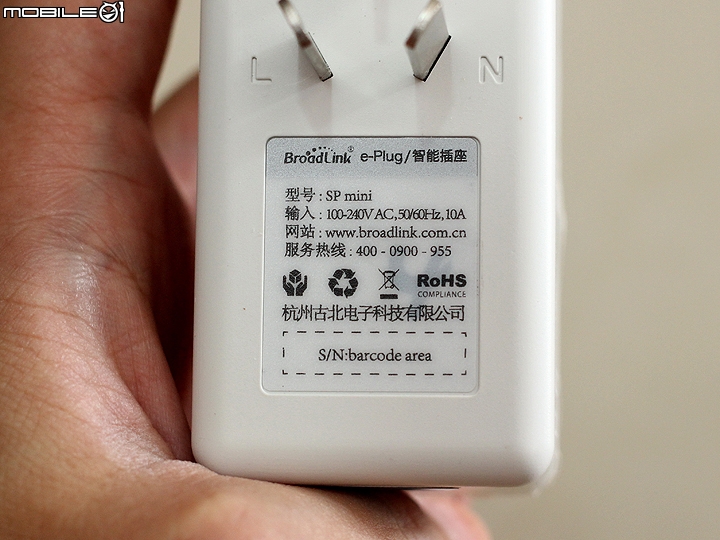 MOBILE01
L
N
BroadLink® e-Plug/智能插座
型号：SP mini
输入：100-240V AC, 50/60Hz, 10A
网站：www.broadlink.com.cn
服务热线：400-0900-955
RoHS
COMPLIANCE
杭州古北电子科技有限公司
S/N:barcode area